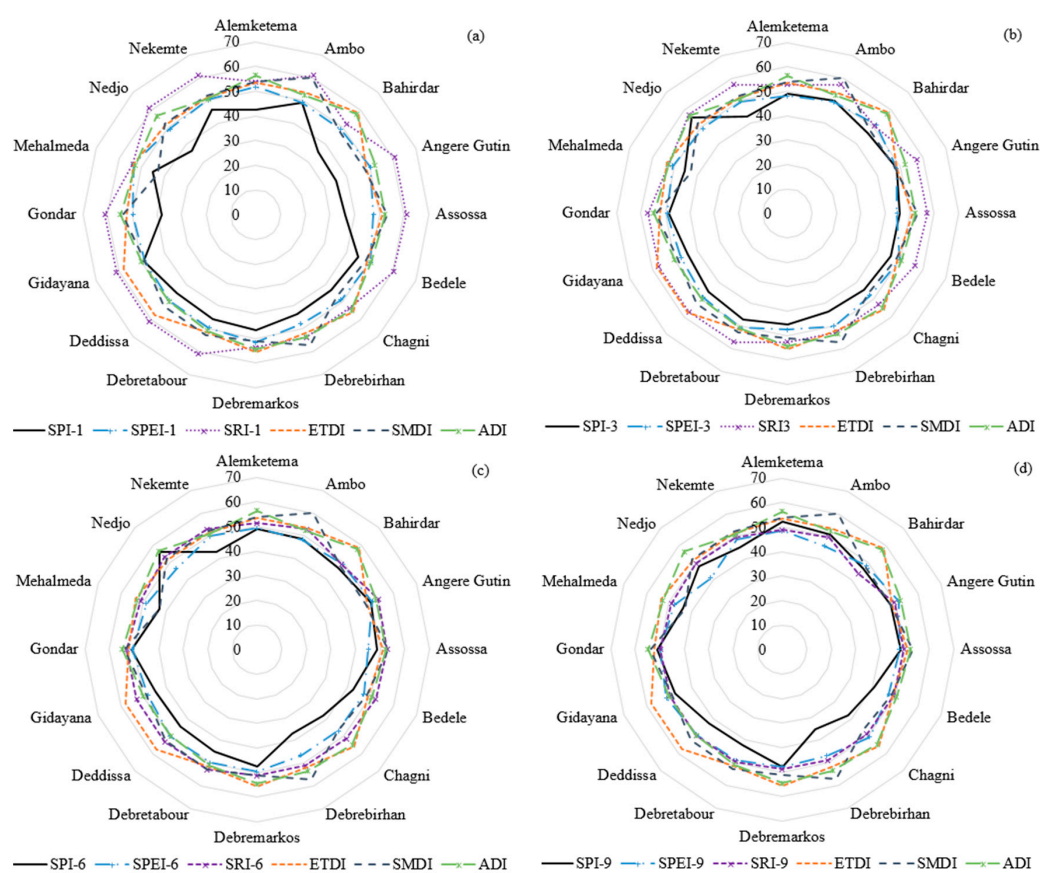 (a)
Alemketema
Ambo
Bahirdar
Angere Gutin
Assossa
Bedele
Chagni
Debrebirhan
Debremarkos
Debretabour
Deddissa
Gidayana
Gondar
Mehalmeda
Nedjo
Nekemte
70
60
50
40
30
20
10
0
SPI-1 SPEI-1 SRI-1 ETDI SMDI ADI
(b)
Alemketema
Ambo
Bahirdar
Angere Gutin
Assossa
Bedele
Chagni
Debrebirhan
Debremarkos
Debretabour
Deddissa
Gidayana
Gondar
Mehalmeda
Nedjo
Nekemte
70
60
50
40
30
20
10
0
SPI-3 SPEI-3 SRI3 ETDI SMDI ADI
(c)
Alemketema
Ambo
Bahirdar
Angere Gutin
Assossa
Bedele
Chagni
Debrebirhan
Debremarkos
Debretabour
Deddissa
Gidayana
Gondar
Mehalmeda
Nedjo
Nekemte
70
60
50
40
30
20
10
0
SPI-6 SPEI-6 SRI-6 ETDI SMDI ADI
(d)
Alemketema
Ambo
Bahirdar
Angere Gutin
Assossa
Bedele
Chagni
Debrebirhan
Debremarkos
Debretabour
Deddissa
Gidayana
Gondar
Mehalmeda
Nedjo
Nekemte
70
60
50
40
30
20
10
0
SPI-9 SPEI-9 SRI-9 ETDI SMDI ADI